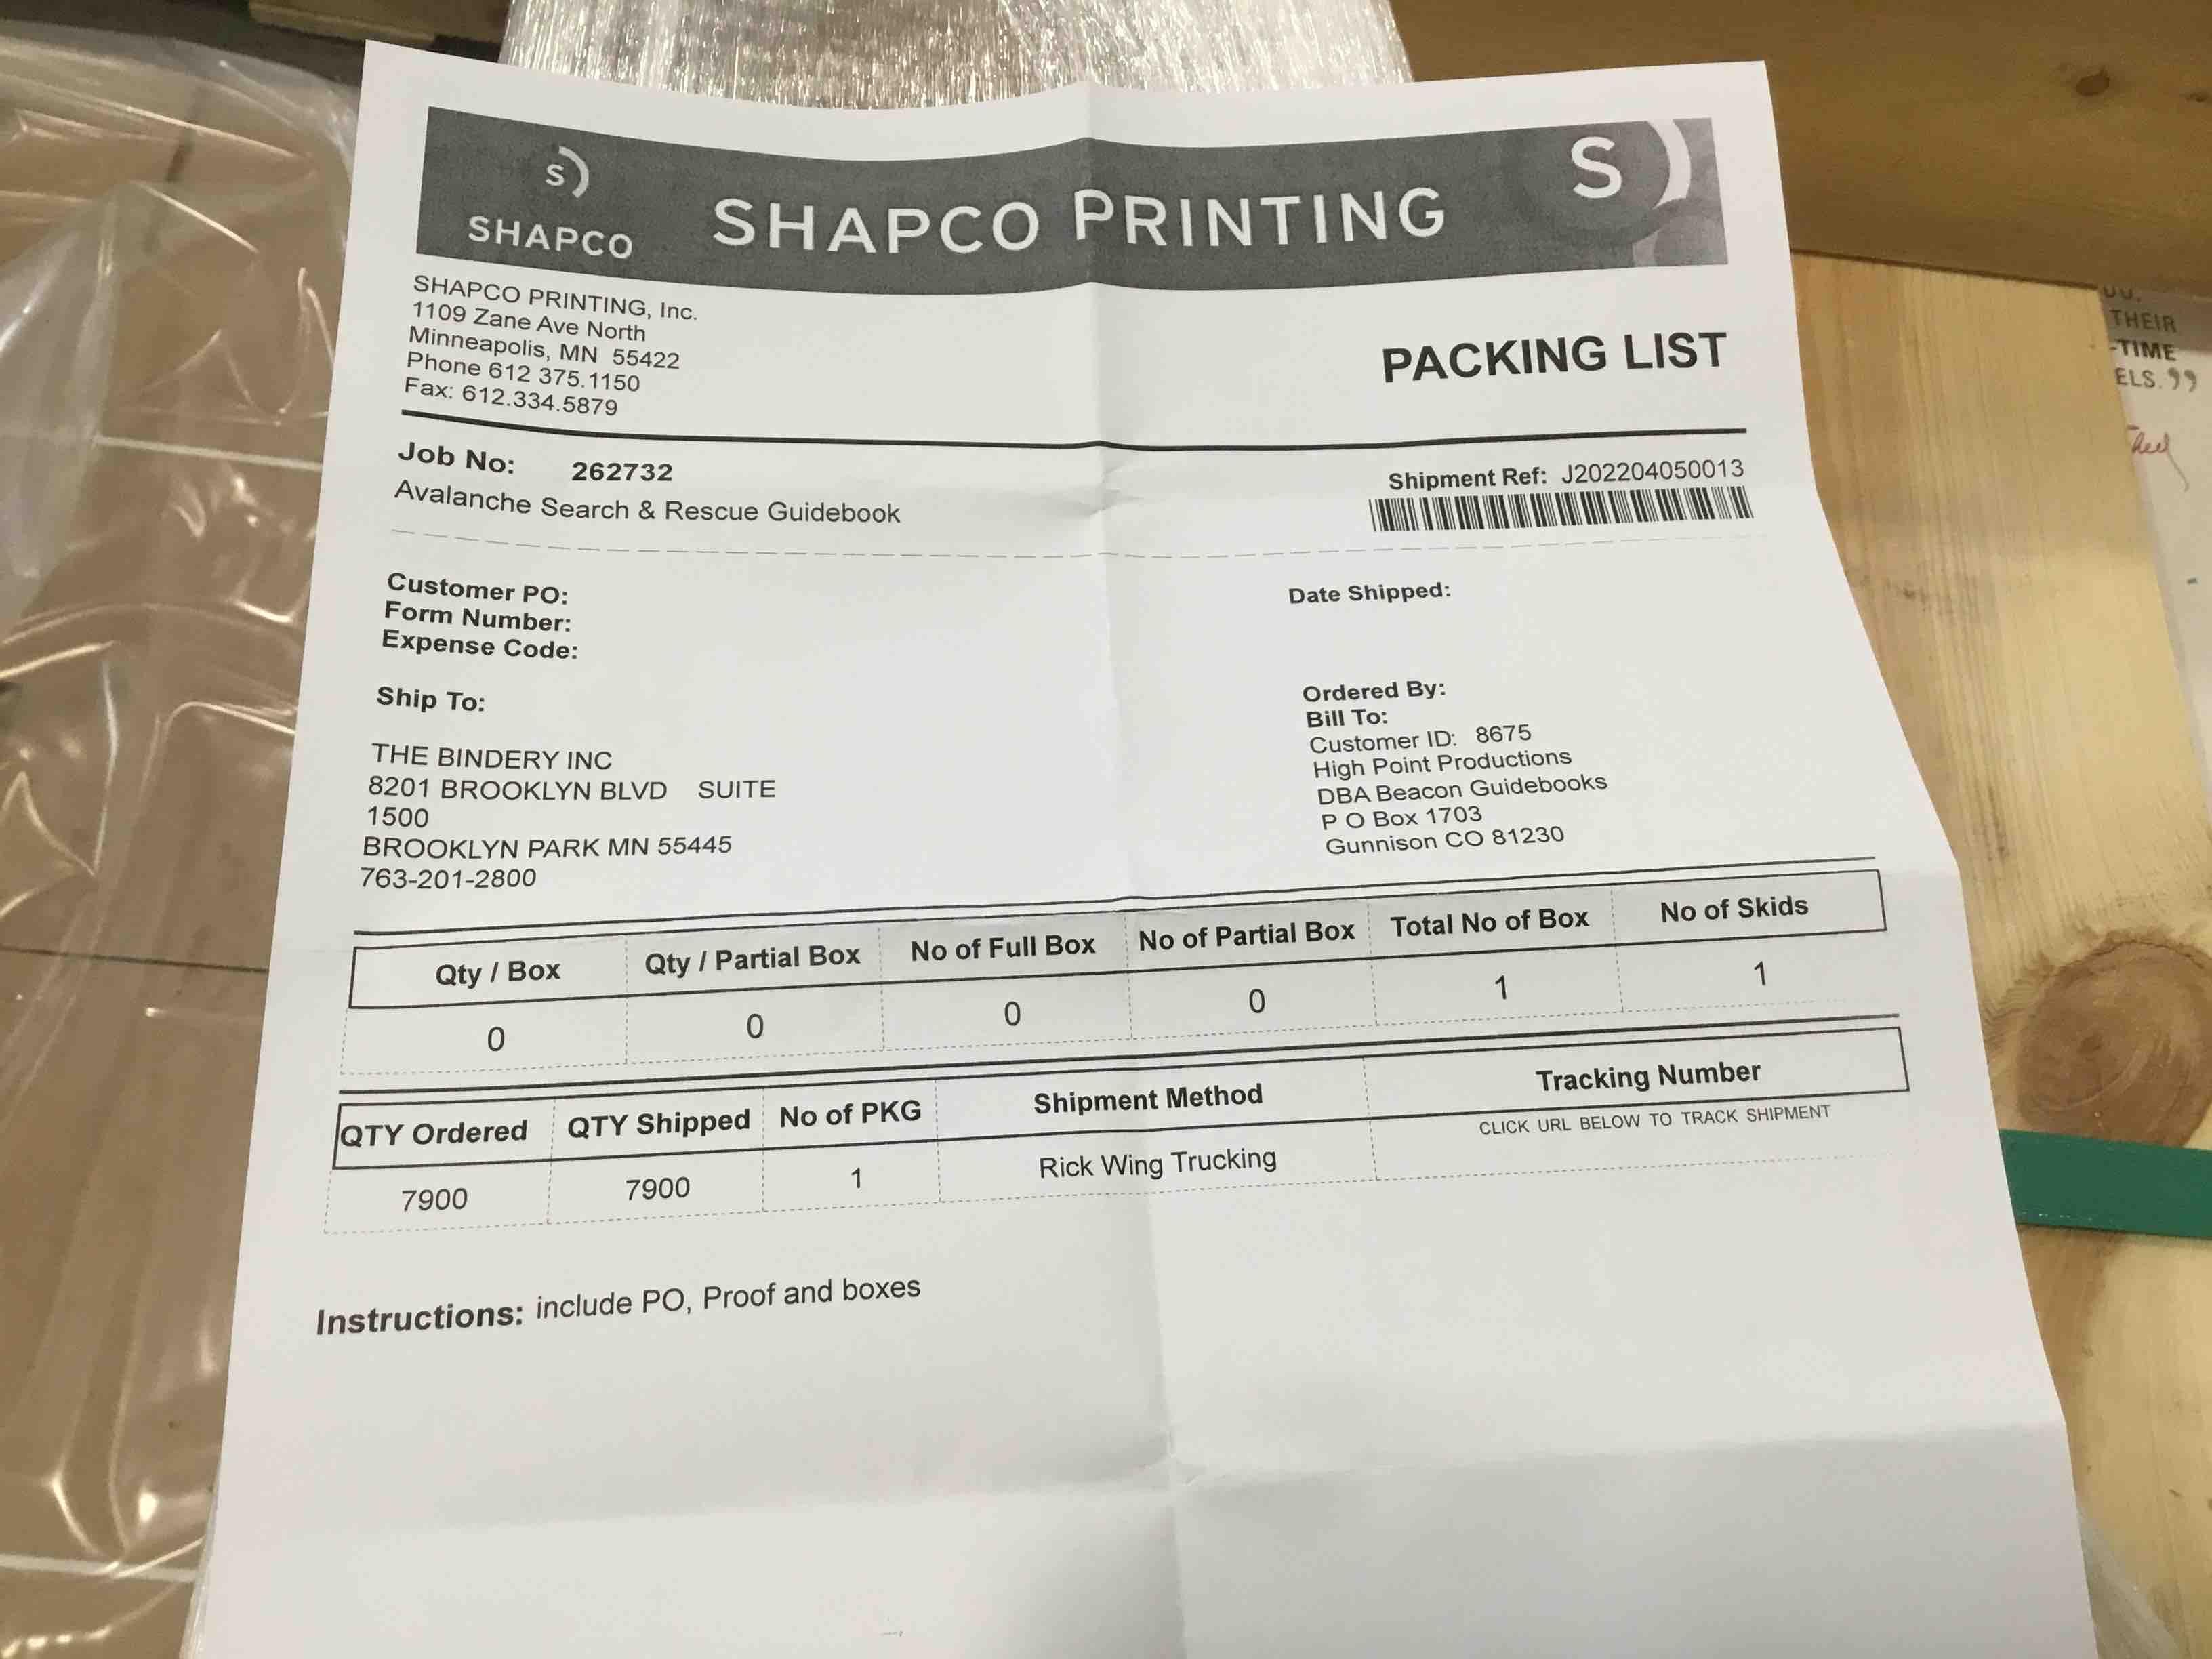 S)
SHAPCO
SHAPCO PRINTING
S)
SHAPCO PRINTING, Inc.
1109 Zane Ave North
Minneapolis, MN 55422
Phone 612 375.1150
Fax: 612.334.5879
PACKING LIST
Job No: 262732
Avalanche Search & Rescue Guidebook
Shipment Ref: J202204050013
Customer PO:
Form Number:
Expense Code:
Date Shipped:
Ship To:
THE BINDERY INC
8201 BROOKLYN BLVD SUITE
1500
BROOKLYN PARK MN 55445
763-201-2800
Ordered By:
Bill To:
Customer ID: 8675
High Point Productions
DBA Beacon Guidebooks
P O Box 1703
Gunnison CO 81230
Qty / Box Qty / Partial Box No of Full Box No of Partial Box Total No of Box No of Skids
0 0 0 0 1 1
QTY Ordered QTY Shipped No of PKG Shipment Method Tracking Number
7900 7900 1 Rick Wing Trucking CLICK URL BELOW TO TRACK SHIPMENT
Instructions: include PO, Proof and boxes
THEIR
-TIME
ELS.”